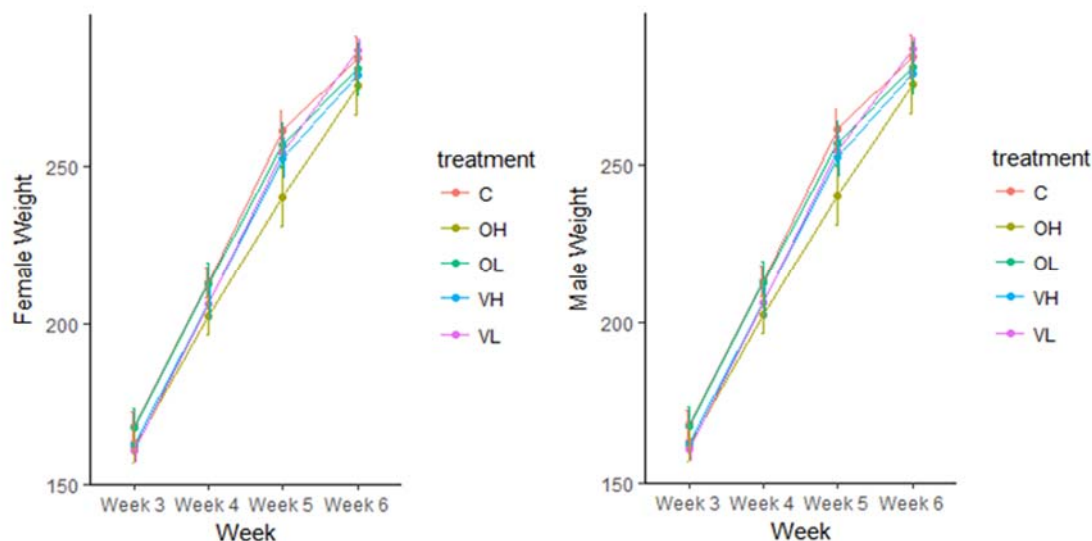 Female Weight
250
200
150
Week 3 Week 4 Week 5 Week 6
Week
treatment
C
OH
OL
VH
VL
Male Weight
250
200
150
Week 3 Week 4 Week 5 Week 6
Week
treatment
C
OH
OL
VH
VL